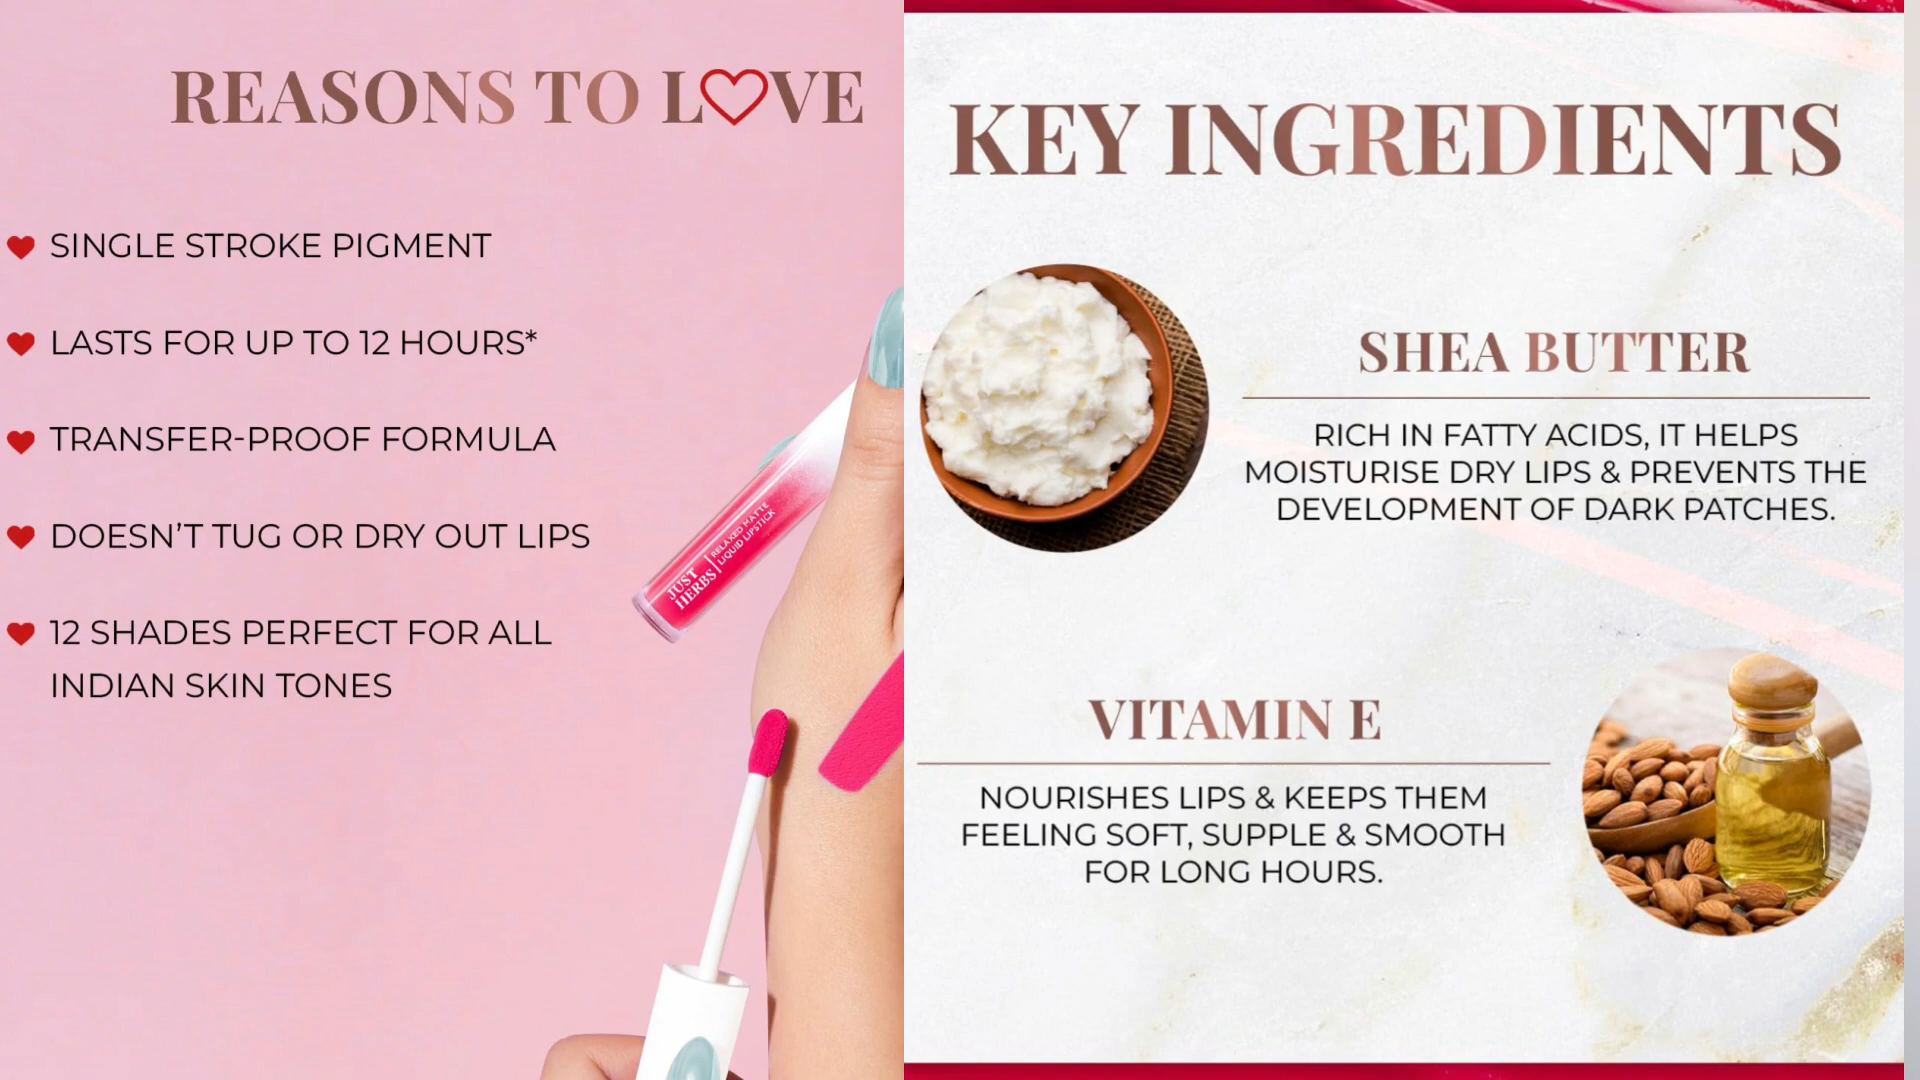 REASONS TO LOVE
SINGLE STROKE PIGMENT
LASTS FOR UP TO 12 HOURS*
TRANSFER-PROOF FORMULA
DOESN’T TUG OR DRY OUT LIPS
12 SHADES PERFECT FOR ALL
INDIAN SKIN TONES
JUST
HERBS
RELAXED MATTE
LIQUID LIPSTICK
KEY INGREDIENTS
SHEA BUTTER
RICH IN FATTY ACIDS, IT HELPS
MOISTURISE DRY LIPS & PREVENTS THE
DEVELOPMENT OF DARK PATCHES.
VITAMIN E
NOURISHES LIPS & KEEPS THEM
FEELING SOFT, SUPPLE & SMOOTH
FOR LONG HOURS.